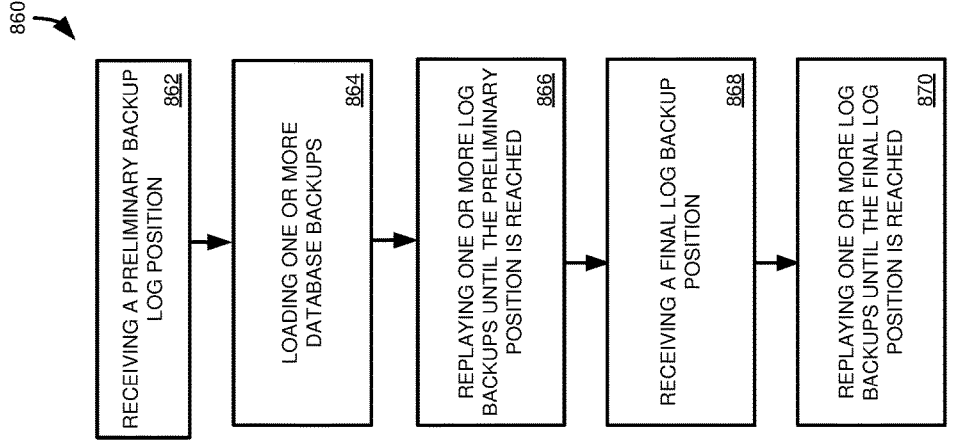 860
RECEIVING A PRELIMINARY BACKUP
LOG POSITION
862
LOADING ONE OR MORE
DATABASE BACKUPS
864
REPLAYING ONE OR MORE LOG
BACKUPS UNTIL THE PRELIMINARY
POSITION IS REACHED
866
RECEIVING A FINAL LOG BACKUP
POSITION
868
REPLAYING ONE OR MORE LOG
BACKUPS UNTIL THE FINAL LOG
POSITION IS REACHED
870